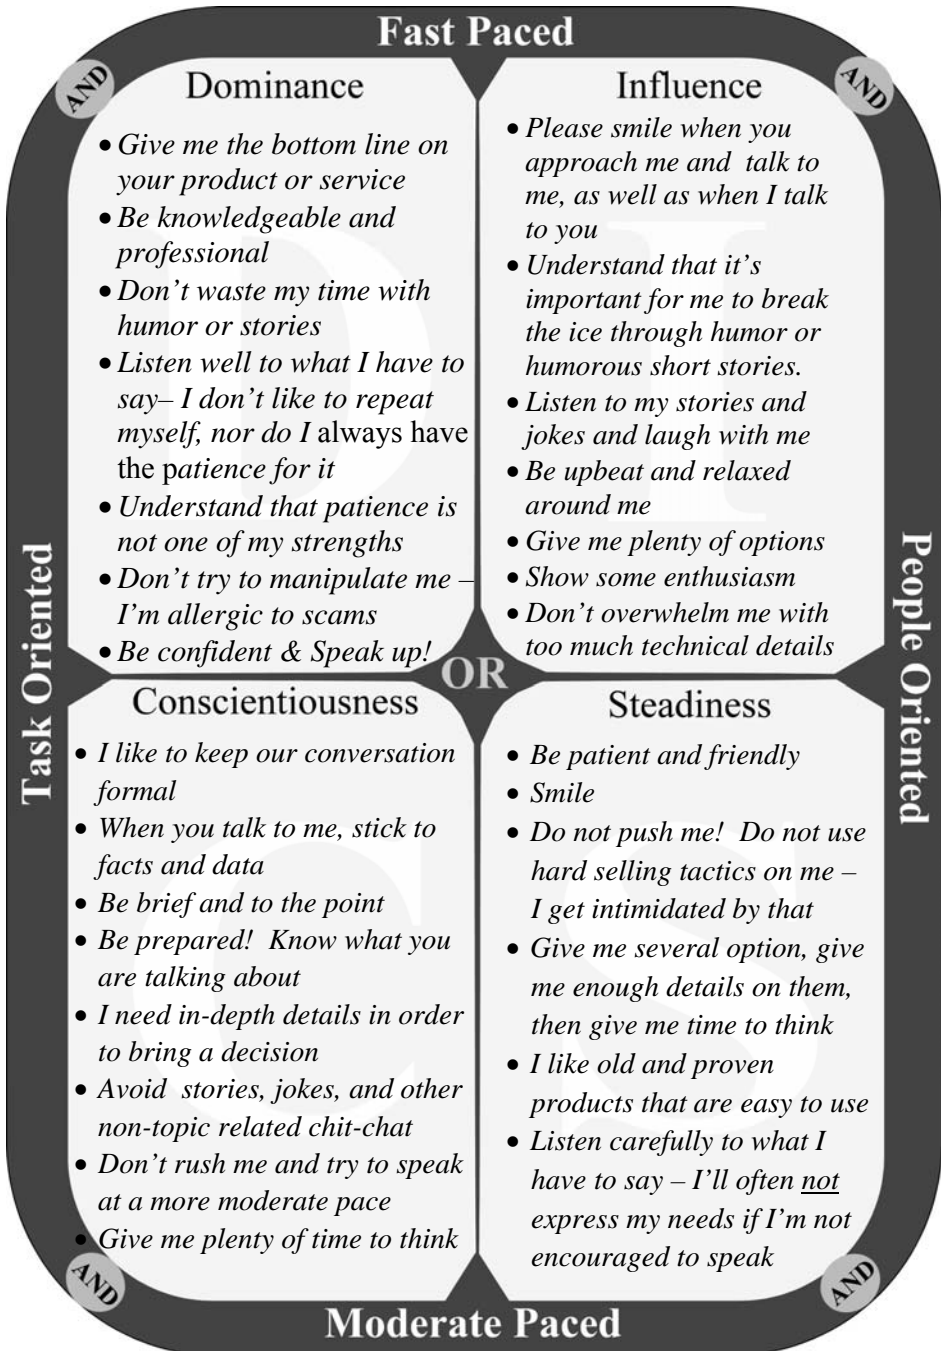 Fast Paced
AND
AND
Dominance
• Give me the bottom line on
your product or service
• Be knowledgeable and
professional
• Don’t waste my time with
humor or stories
• Listen well to what I have to
say– I don’t like to repeat
myself, nor do I always have
the patience for it
• Understand that patience is
not one of my strengths
• Don’t try to manipulate me –
I’m allergic to scams
• Be confident & Speak up!
Influence
• Please smile when you
approach me and talk to
me, as well as when I talk
to you
• Understand that it’s
important for me to break
the ice through humor or
humorous short stories.
• Listen to my stories and
jokes and laugh with me
• Be upbeat and relaxed
around me
• Give me plenty of options
• Show some enthusiasm
• Don’t overwhelm me with
too much technical details
Task Oriented
OR
People Oriented
Conscientiousness
• I like to keep our conversation
formal
• When you talk to me, stick to
facts and data
• Be brief and to the point
• Be prepared! Know what you
are talking about
• I need in-depth details in order
to bring a decision
• Avoid stories, jokes, and other
non-topic related chit-chat
• Don’t rush me and try to speak
at a more moderate pace
• Give me plenty of time to think
Steadiness
• Be patient and friendly
• Smile
• Do not push me! Do not use
hard selling tactics on me –
I get intimidated by that
• Give me several option, give
me enough details on them,
then give me time to think
• I like old and proven
products that are easy to use
• Listen carefully to what I
have to say – I’ll often not
express my needs if I’m not
encouraged to speak
AND
AND
Moderate Paced
D
I
C
S